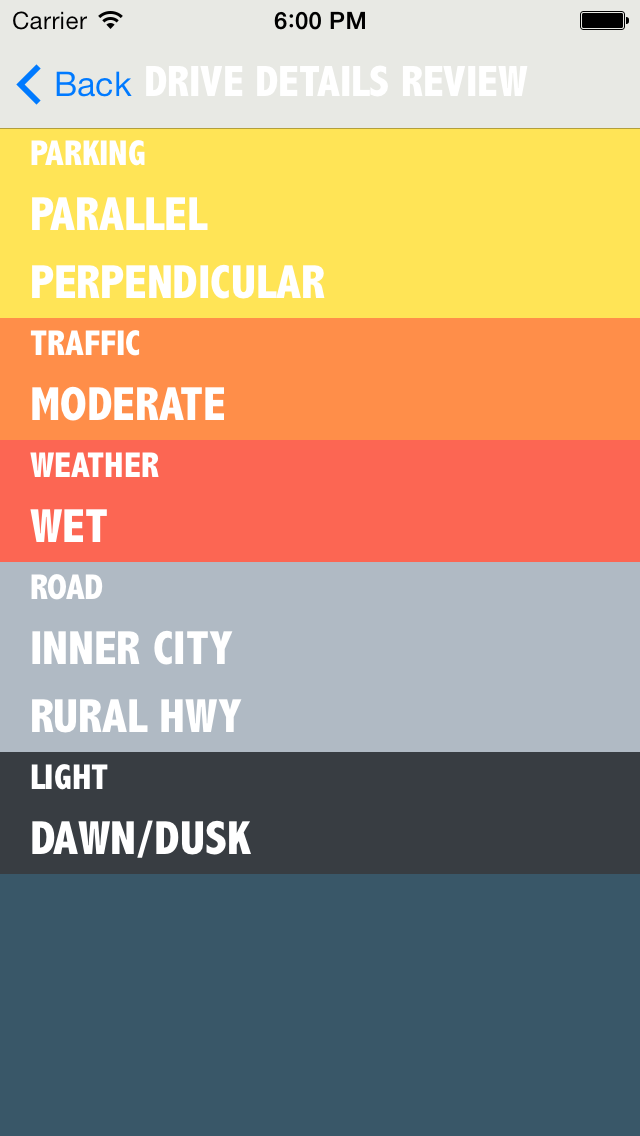 Carrier 6:00 PM
Back DRIVE DETAILS REVIEW
PARKING
PARALLEL
PERPENDICULAR
TRAFFIC
MODERATE
WEATHER
WET
ROAD
INNER CITY
RURAL HWY
LIGHT
DAWN/DUSK